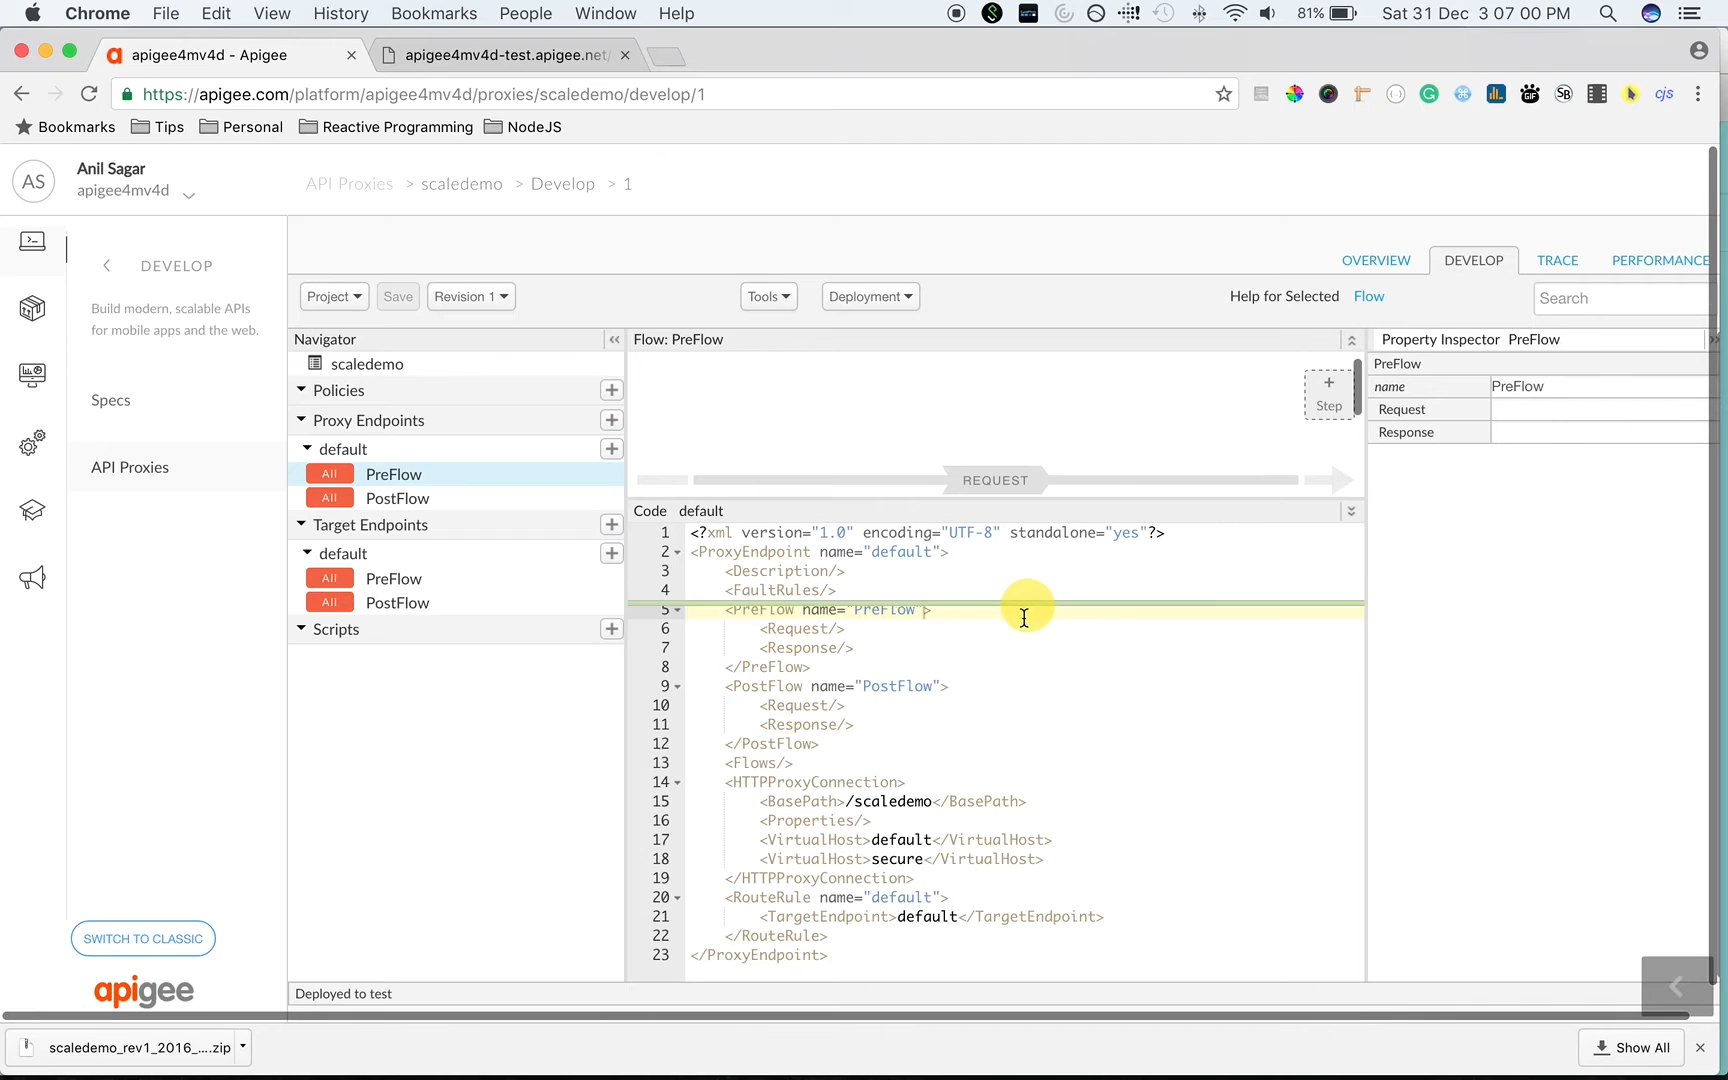 Chrome File Edit View History Bookmarks People Window Help 81% Sat 31 Dec 3 07 00 PM
apigee4mv4d - Apigee
apigee4mv4d-test.apigee.net/
https://apigee.com/platform/apigee4mv4d/proxies/scaledemo/develop/1
Bookmarks Tips Personal Reactive Programming NodeJS
AS
Anil Sagar
apigee4mv4d
API Proxies > scaledemo > Develop > 1
DEVELOP
Build modern, scalable APIs
for mobile apps and the web.
Specs
API Proxies
SWITCH TO CLASSIC
apigee
OVERVIEW DEVELOP TRACE PERFORMANCE
Project Save Revision 1 Tools Deployment Help for Selected Flow Search
Navigator
scaledemo
Policies
Proxy Endpoints
default
All PreFlow
All PostFlow
Target Endpoints
default
All PreFlow
All PostFlow
Scripts
Flow: PreFlow
+
Step
REQUEST
Code default
1 <?xml version="1.0" encoding="UTF-8" standalone="yes"?>
2 <ProxyEndpoint name="default">
3 <Description/>
4 <FaultRules/>
5 <PreFlow name="PreFlow">
6 <Request/>
7 <Response/>
8 </PreFlow>
9 <PostFlow name="PostFlow">
10 <Request/>
11 <Response/>
12 </PostFlow>
13 <Flows/>
14 <HTTPProxyConnection>
15 <BasePath>/scaledemo</BasePath>
16 <Properties/>
17 <VirtualHost>default</VirtualHost>
18 <VirtualHost>secure</VirtualHost>
19 </HTTPProxyConnection>
20 <RouteRule name="default">
21 <TargetEndpoint>default</TargetEndpoint>
22 </RouteRule>
23 </ProxyEndpoint>
Property Inspector PreFlow
PreFlow
name PreFlow
Request
Response
Deployed to test
scaledemo_rev1_2016_....zip
Show All